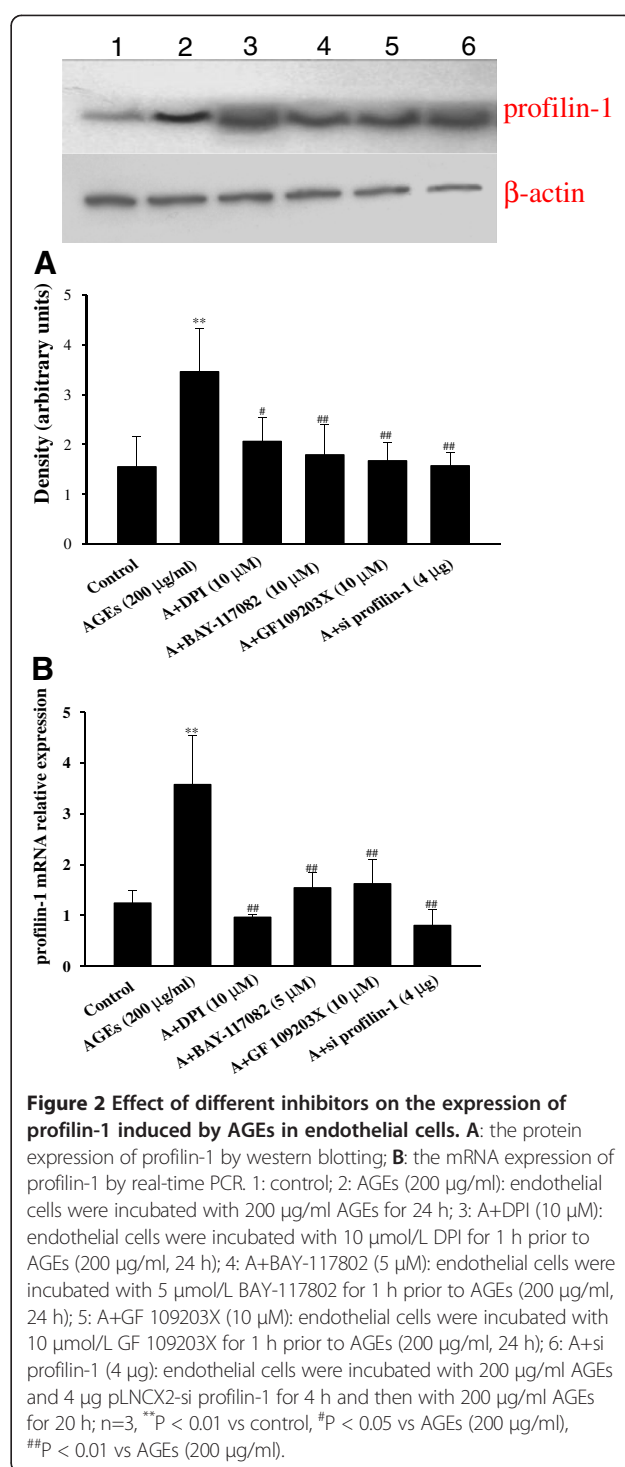 1 2 3 4 5 6
profilin-1
β-actin
A
Density (arbitrary units)
5
4
3
2
1
0
**
#
##
##
##
Control
AGEs (200 µg/ml)
A+DPI (10 µM)
A+BAY-117082 (10 µM)
A+GF109203X (10 µM)
A+si profilin-1 (4 µg)
B
profilin-1 mRNA relative expression
5
4
3
2
1
0
**
##
##
##
##
Control
AGEs (200 µg/ml)
A+DPI (10 µM)
A+BAY-117082 (5 µM)
A+GF 109203X (10 µM)
A+si profilin-1 (4 µg)
Figure 2 Effect of different inhibitors on the expression of
profilin-1 induced by AGEs in endothelial cells. A: the protein
expression of profilin-1 by western blotting; B: the mRNA expression of
profilin-1 by real-time PCR. 1: control; 2: AGEs (200 µg/ml): endothelial
cells were incubated with 200 µg/ml AGEs for 24 h; 3: A+DPI (10 µM):
endothelial cells were incubated with 10 µmol/L DPI for 1 h prior to
AGEs (200 µg/ml, 24 h); 4: A+BAY-117802 (5 µM): endothelial cells were
incubated with 5 µmol/L BAY-117802 for 1 h prior to AGEs (200 µg/ml,
24 h); 5: A+GF 109203X (10 µM): endothelial cells were incubated with
10 µmol/L GF 109203X for 1 h prior to AGEs (200 µg/ml, 24 h); 6: A+si
profilin-1 (4 µg): endothelial cells were incubated with 200 µg/ml AGEs
and 4 µg pLNCX2-si profilin-1 for 4 h and then with 200 µg/ml AGEs
for 20 h; n=3, **P < 0.01 vs control, #P < 0.05 vs AGEs (200 µg/ml),
##P < 0.01 vs AGEs (200 µg/ml).